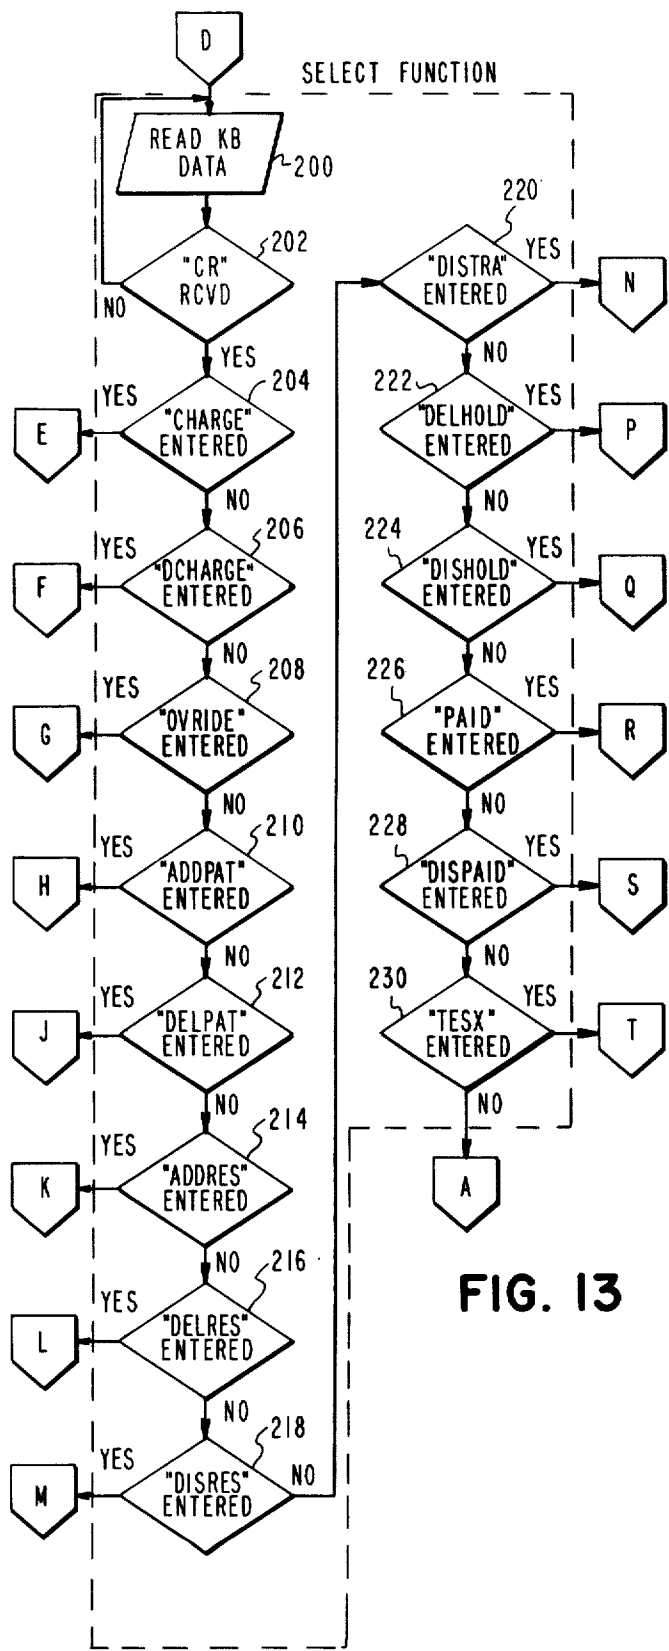 D
SELECT FUNCTION
READ KB
DATA
200
"CR"
RCVD
202
NO
YES
"CHARGE"
ENTERED
204
YES
E
NO
"DCHARGE"
ENTERED
206
YES
F
NO
"OVRIDE"
ENTERED
208
YES
G
NO
"ADDPAT"
ENTERED
210
YES
H
NO
"DELPAT"
ENTERED
212
YES
J
NO
"ADDRES"
ENTERED
214
YES
K
NO
"DELRES"
ENTERED
216
YES
L
NO
"DISRES"
ENTERED
218
YES
M
NO
"DISTRA"
ENTERED
220
YES
N
NO
"DELHOLD"
ENTERED
222
YES
P
NO
"DISHOLD"
ENTERED
224
YES
Q
NO
"PAID"
ENTERED
226
YES
R
NO
"DISPAID"
ENTERED
228
YES
S
NO
"TESX"
ENTERED
230
YES
T
NO
A
FIG. 13